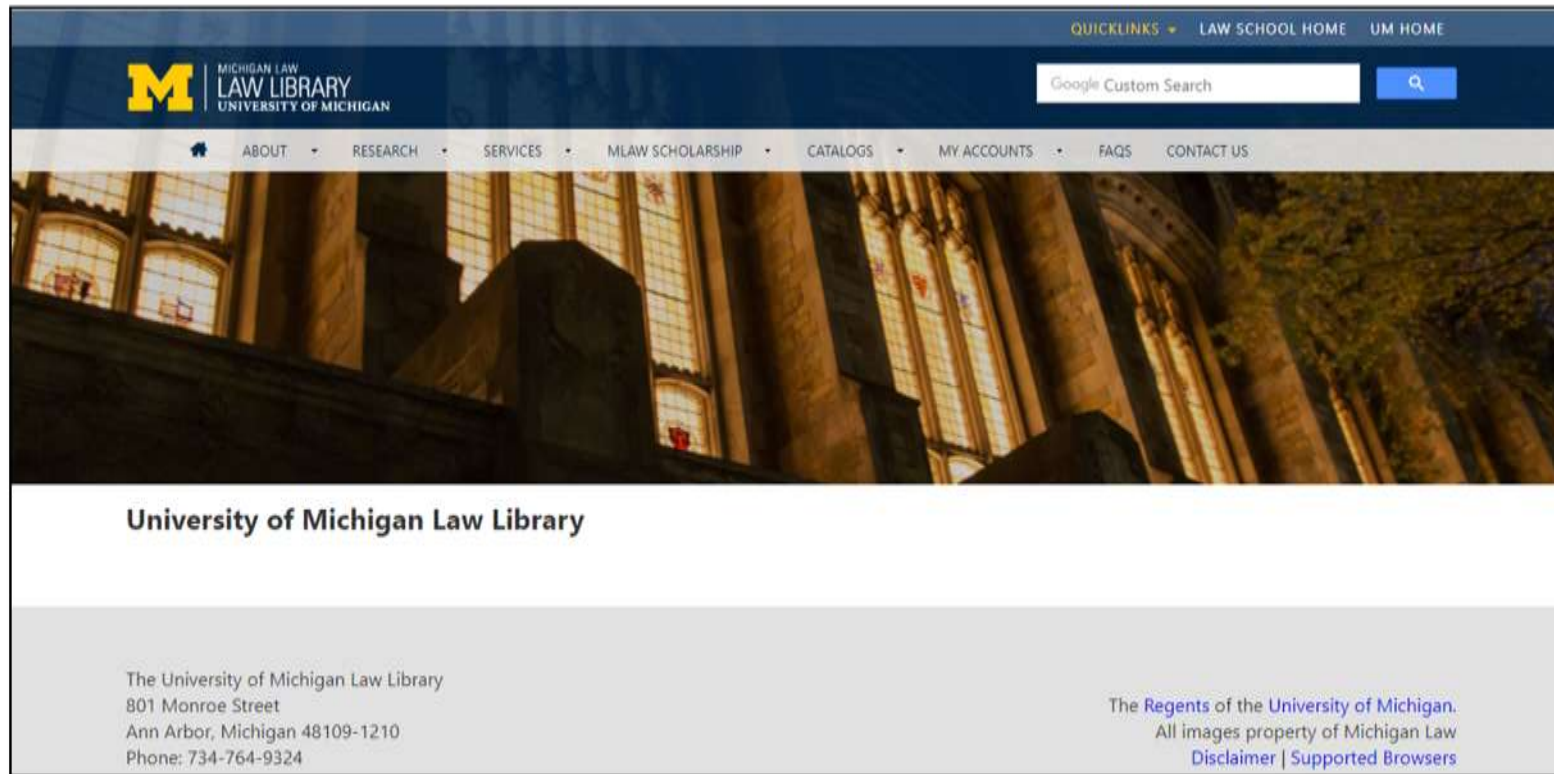 QUICKLINKS LAW SCHOOL HOME UM HOME
M
MICHIGAN LAW
LAW LIBRARY
UNIVERSITY OF MICHIGAN
Google Custom Search
ABOUT RESEARCH SERVICES MLAW SCHOLARSHIP CATALOGS MY ACCOUNTS FAQS CONTACT US
University of Michigan Law Library
The University of Michigan Law Library
801 Monroe Street
Ann Arbor, Michigan 48109-1210
Phone: 734-764-9324
The Regents of the University of Michigan.
All images property of Michigan Law
Disclaimer | Supported Browsers